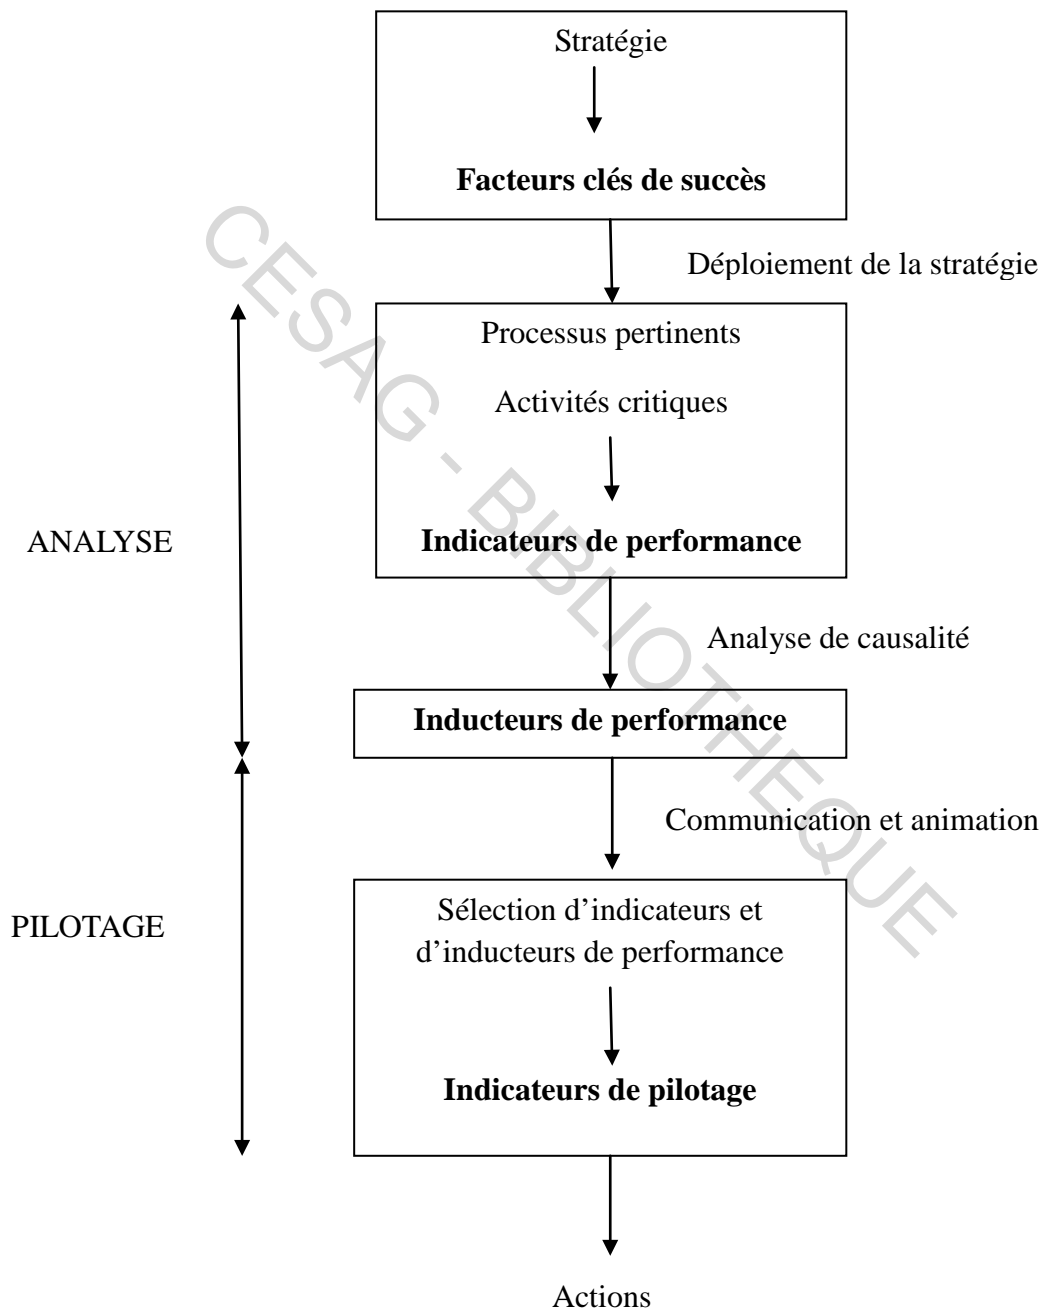 Stratégie
Facteurs clés de succès
Déploiement de la stratégie
Processus pertinents
Activités critiques
ANALYSE
Indicateurs de performance
Analyse de causalité
Inducteurs de performance
Communication et animation
PILOTAGE
Sélection d’indicateurs et
d’inducteurs de performance
Indicateurs de pilotage
Actions
CESAG - BIBLIOTHEQUE